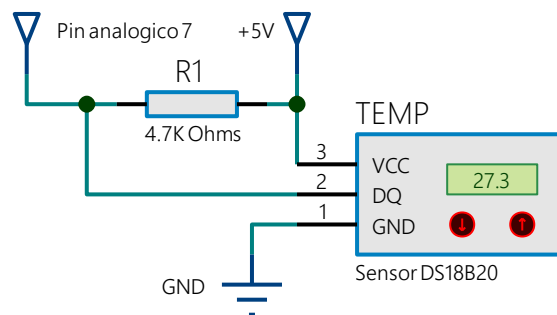 Pin analogico 7
+5V
R1
4.7K Ohms
TEMP
3
VCC
27.3
2
DQ
1
GND
GND
Sensor DS18B20